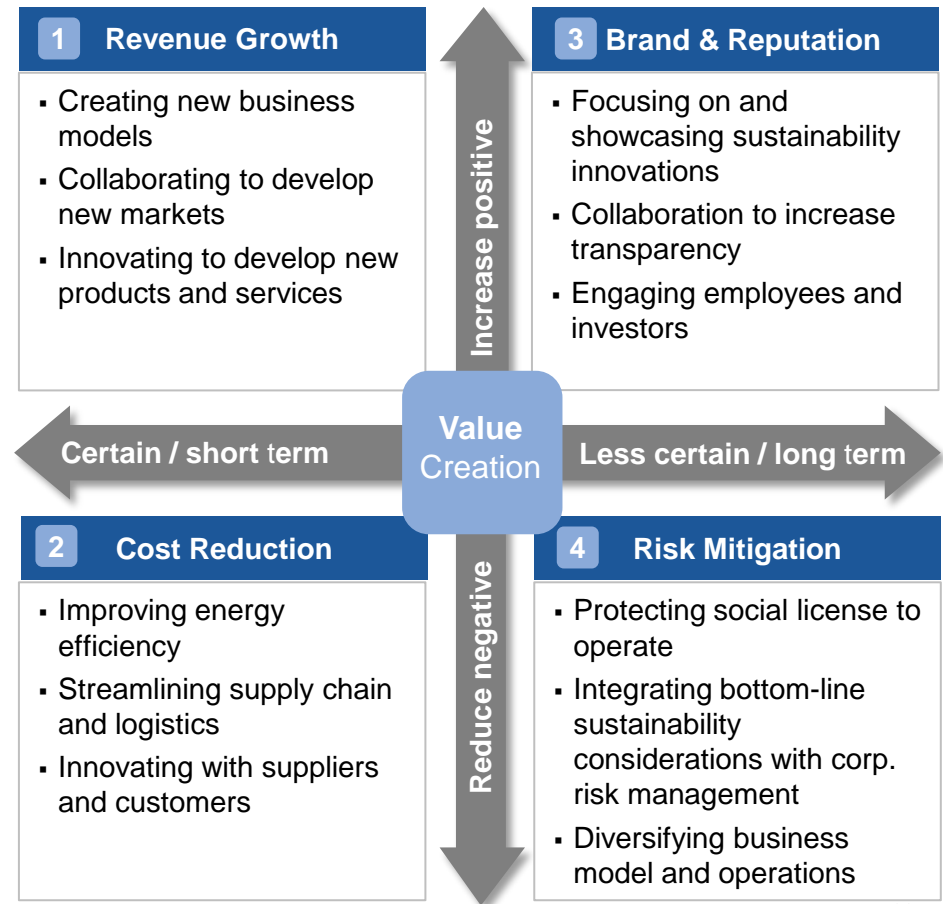 1 Revenue Growth
▪ Creating new business
models
▪ Collaborating to develop
new markets
▪ Innovating to develop new
products and services
3 Brand & Reputation
▪ Focusing on and
showcasing sustainability
innovations
▪ Collaboration to increase
transparency
▪ Engaging employees and
investors
Increase positive
Certain / short term
Value
Creation
Less certain / long term
2 Cost Reduction
▪ Improving energy
efficiency
▪ Streamlining supply chain
and logistics
▪ Innovating with suppliers
and customers
Reduce negative
4 Risk Mitigation
▪ Protecting social license to
operate
▪ Integrating bottom-line
sustainability
considerations with corp.
risk management
▪ Diversifying business
model and operations